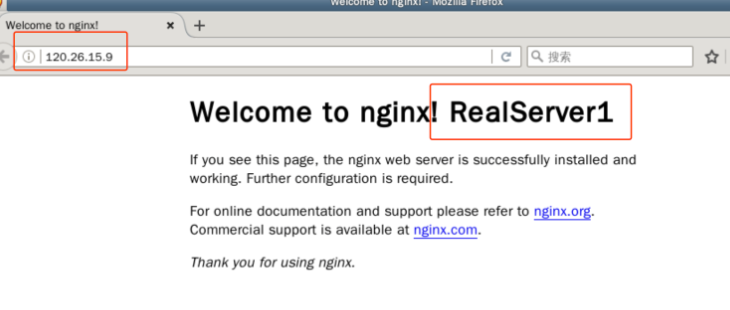 Welcome to nginx! - Mozilla Firefox
Welcome to nginx!
120.26.15.9
搜索
Welcome to nginx! RealServer1
If you see this page, the nginx web server is successfully installed and
working. Further configuration is required.
For online documentation and support please refer to nginx.org.
Commercial support is available at nginx.com.
Thank you for using nginx.